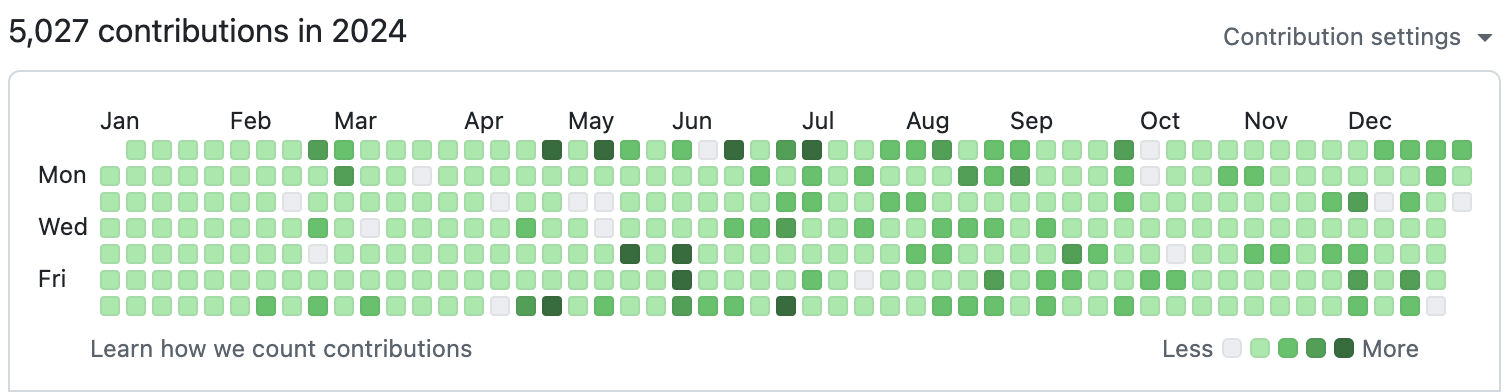 5,027 contributions in 2024
Contribution settings
Jan Feb Mar Apr May Jun Jul Aug Sep Oct Nov Dec
Mon
Wed
Fri
Learn how we count contributions
Less More